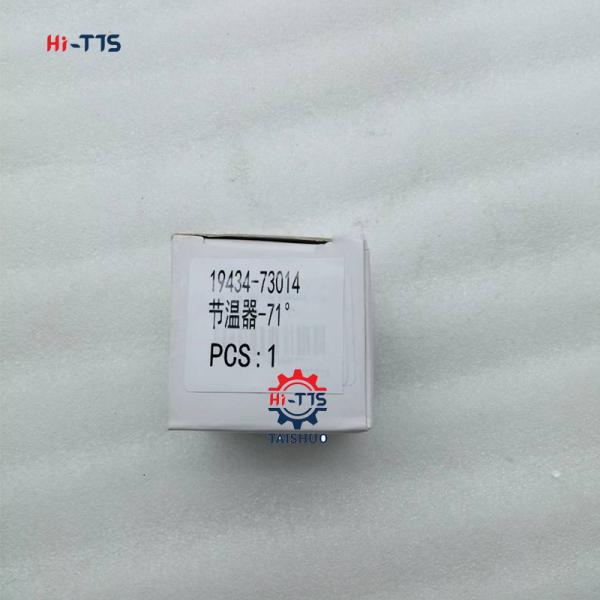 Hi-TTS
19434-73014
节温器-71°
PCS:1
Hi-TTS
TAISHUO